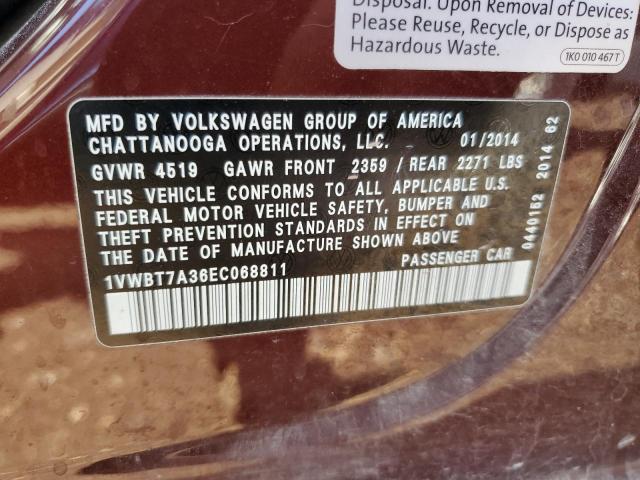 Disposal. Upon Removal of Devices:
Please Reuse, Recycle, or Dispose as
Hazardous Waste.
1K0 010 467 T
MFD BY VOLKSWAGEN GROUP OF AMERICA
CHATTANOOGA OPERATIONS, LLC. 01/2014
GVWR 4519 GAWR FRONT 2359 / REAR 2271 LBS
THIS VEHICLE CONFORMS TO ALL APPLICABLE U.S.
FEDERAL MOTOR VEHICLE SAFETY, BUMPER AND
THEFT PREVENTION STANDARDS IN EFFECT ON
THE DATE OF MANUFACTURE SHOWN ABOVE
1VWBT7A36EC068811 PASSENGER CAR
0440152 2014 62